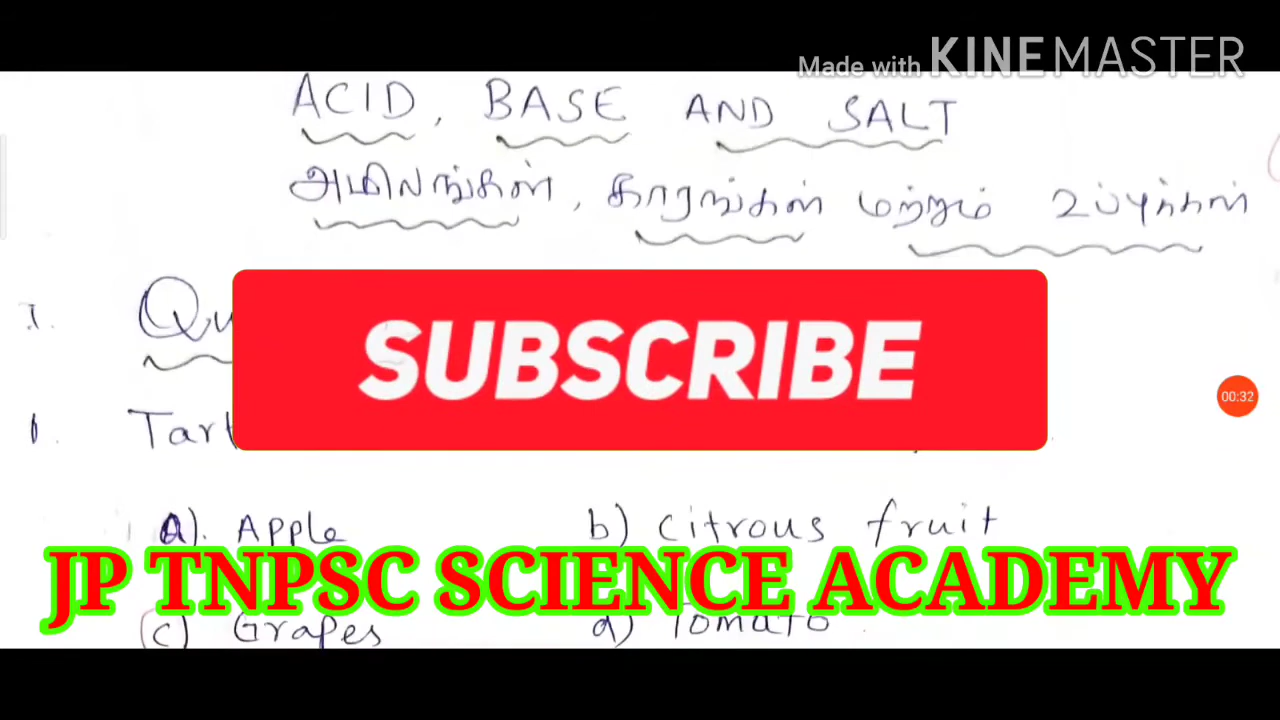 Made with KINEMASTER
ACID, BASE AND SALT
அமிலங்கள், காரங்கள் மற்றும் உப்புக்கள்
I.
SUBSCRIBE
00:32
1.
a). Apple b) citrous fruit
JP TNPSC SCIENCE ACADEMY
c) Grapes d) Tomato